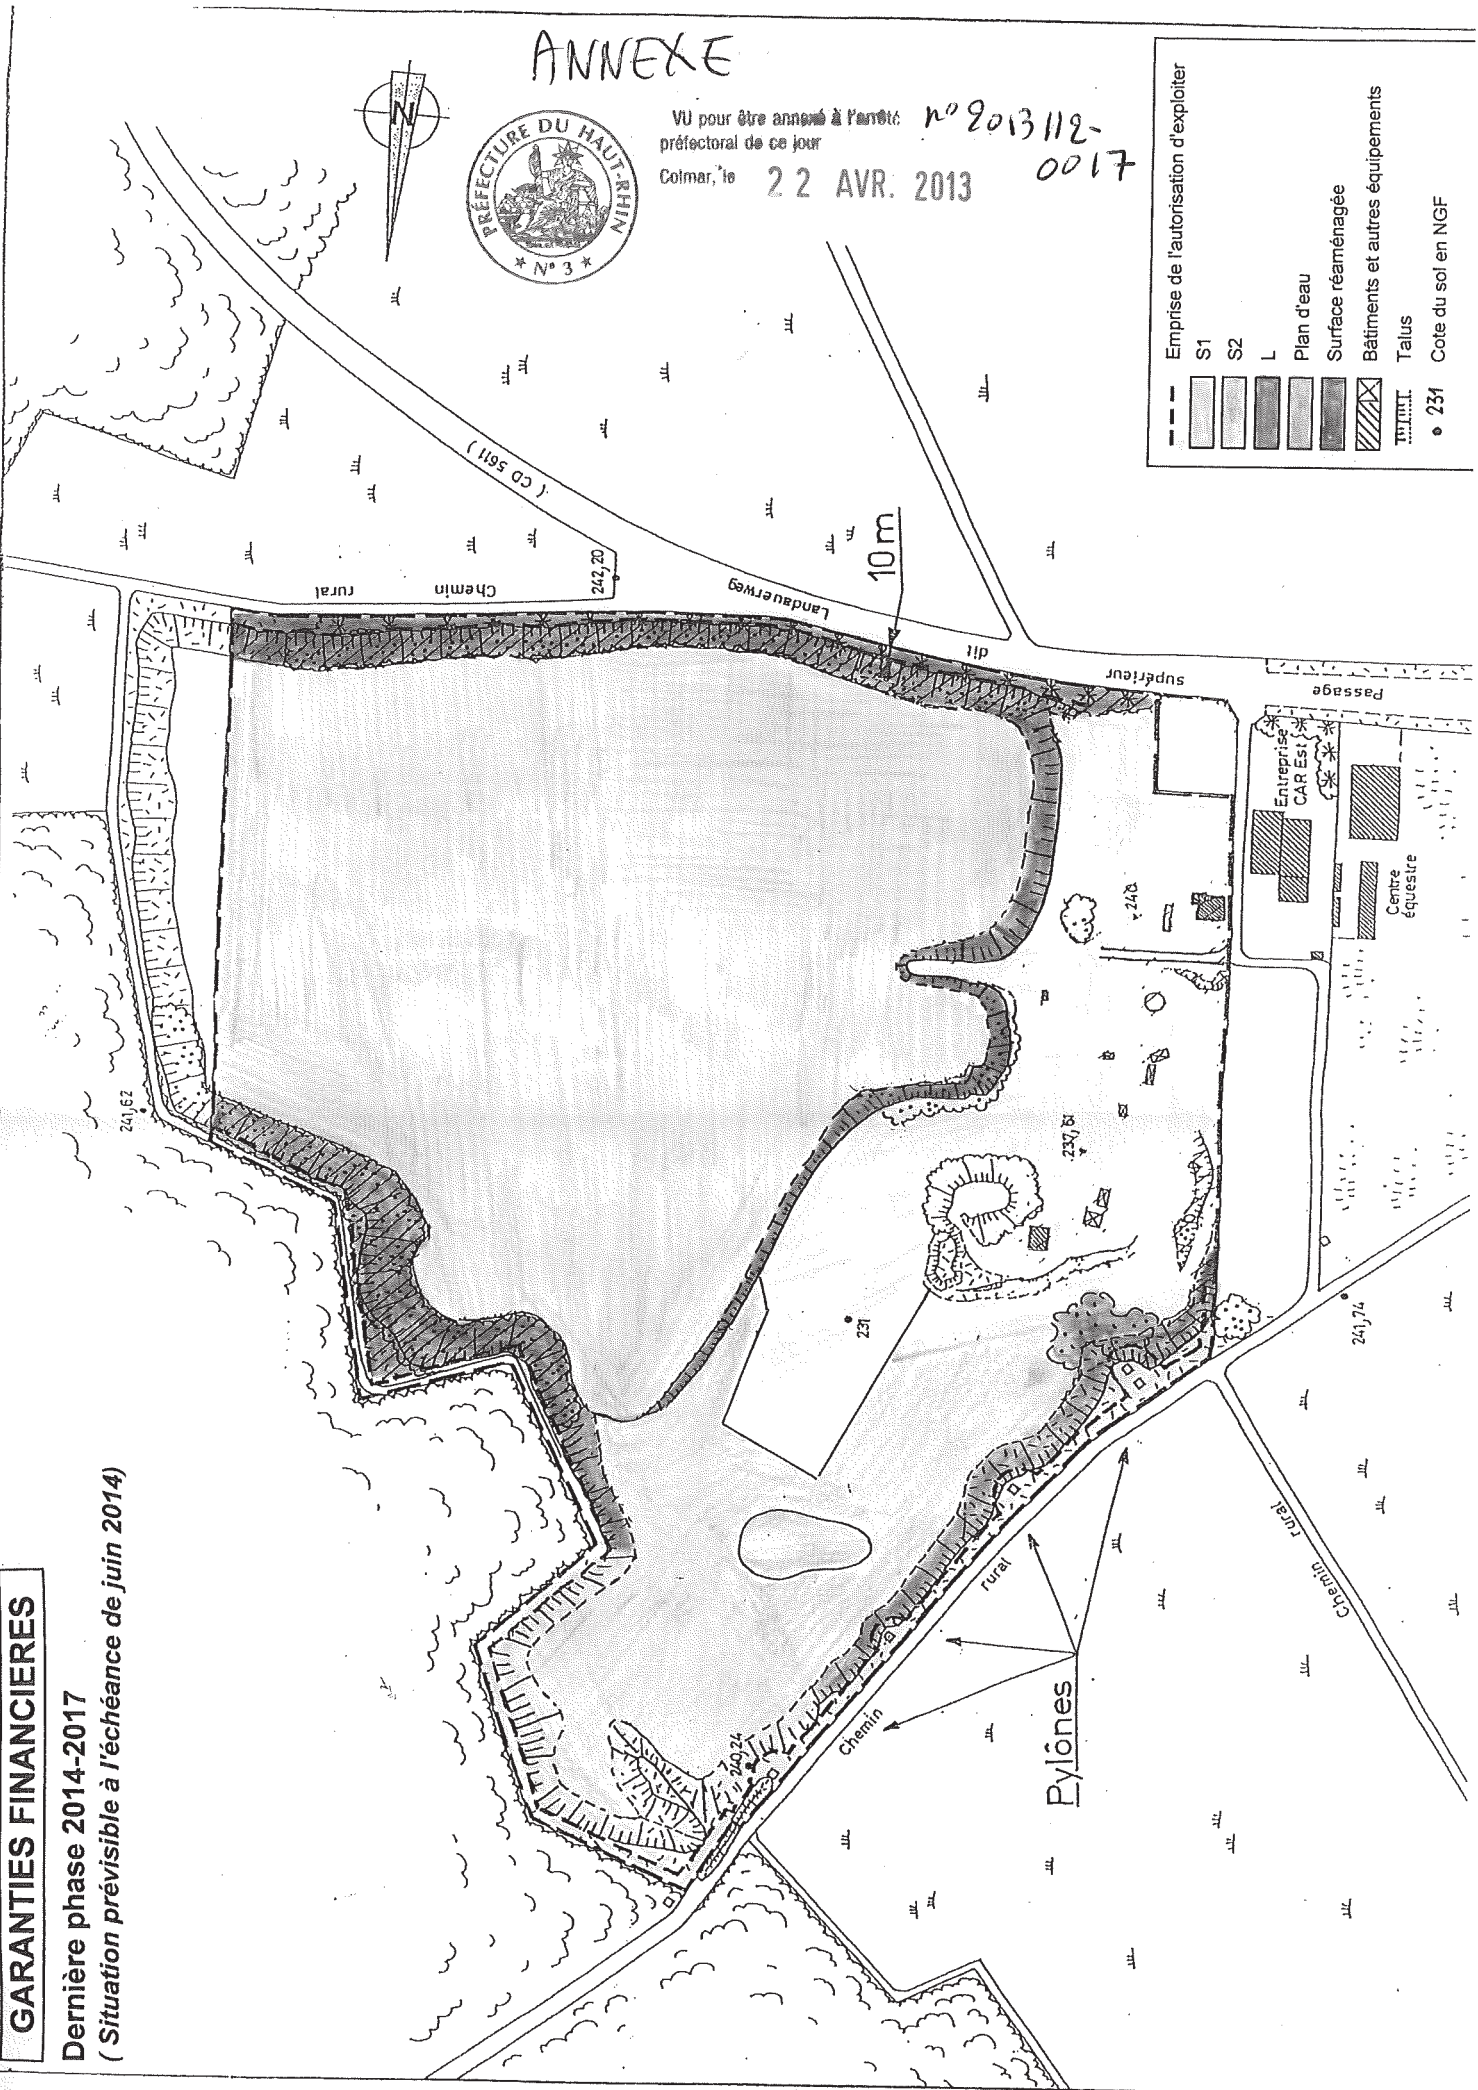 GARANTIES FINANCIERES
Dernière phase 2014-2017
( Situation prévisible à l'échéance de juin 2014)
ANNEXE
VU pour être annexé à l'arrêté
préfectoral de ce jour
n° 2013112-
0017
Colmar, le 22 AVR. 2013
PRÉFECTURE DU HAUT-RHIN
* N° 3 *
N
Emprise de l'autorisation d'exploiter
S1
S2
L
Plan d'eau
Surface réaménagée
Bâtiments et autres équipements
Talus
231 Cote du sol en NGF
( CD 5611 )
Chemin rural
242,20
Landauerweg
dit
supérieur
10 m
Passage
Entreprise
CAR Est
Centre
équestre
241,62
237,61
231
241,74
240,24
Chemin rural
Chemin rural
Pylônes